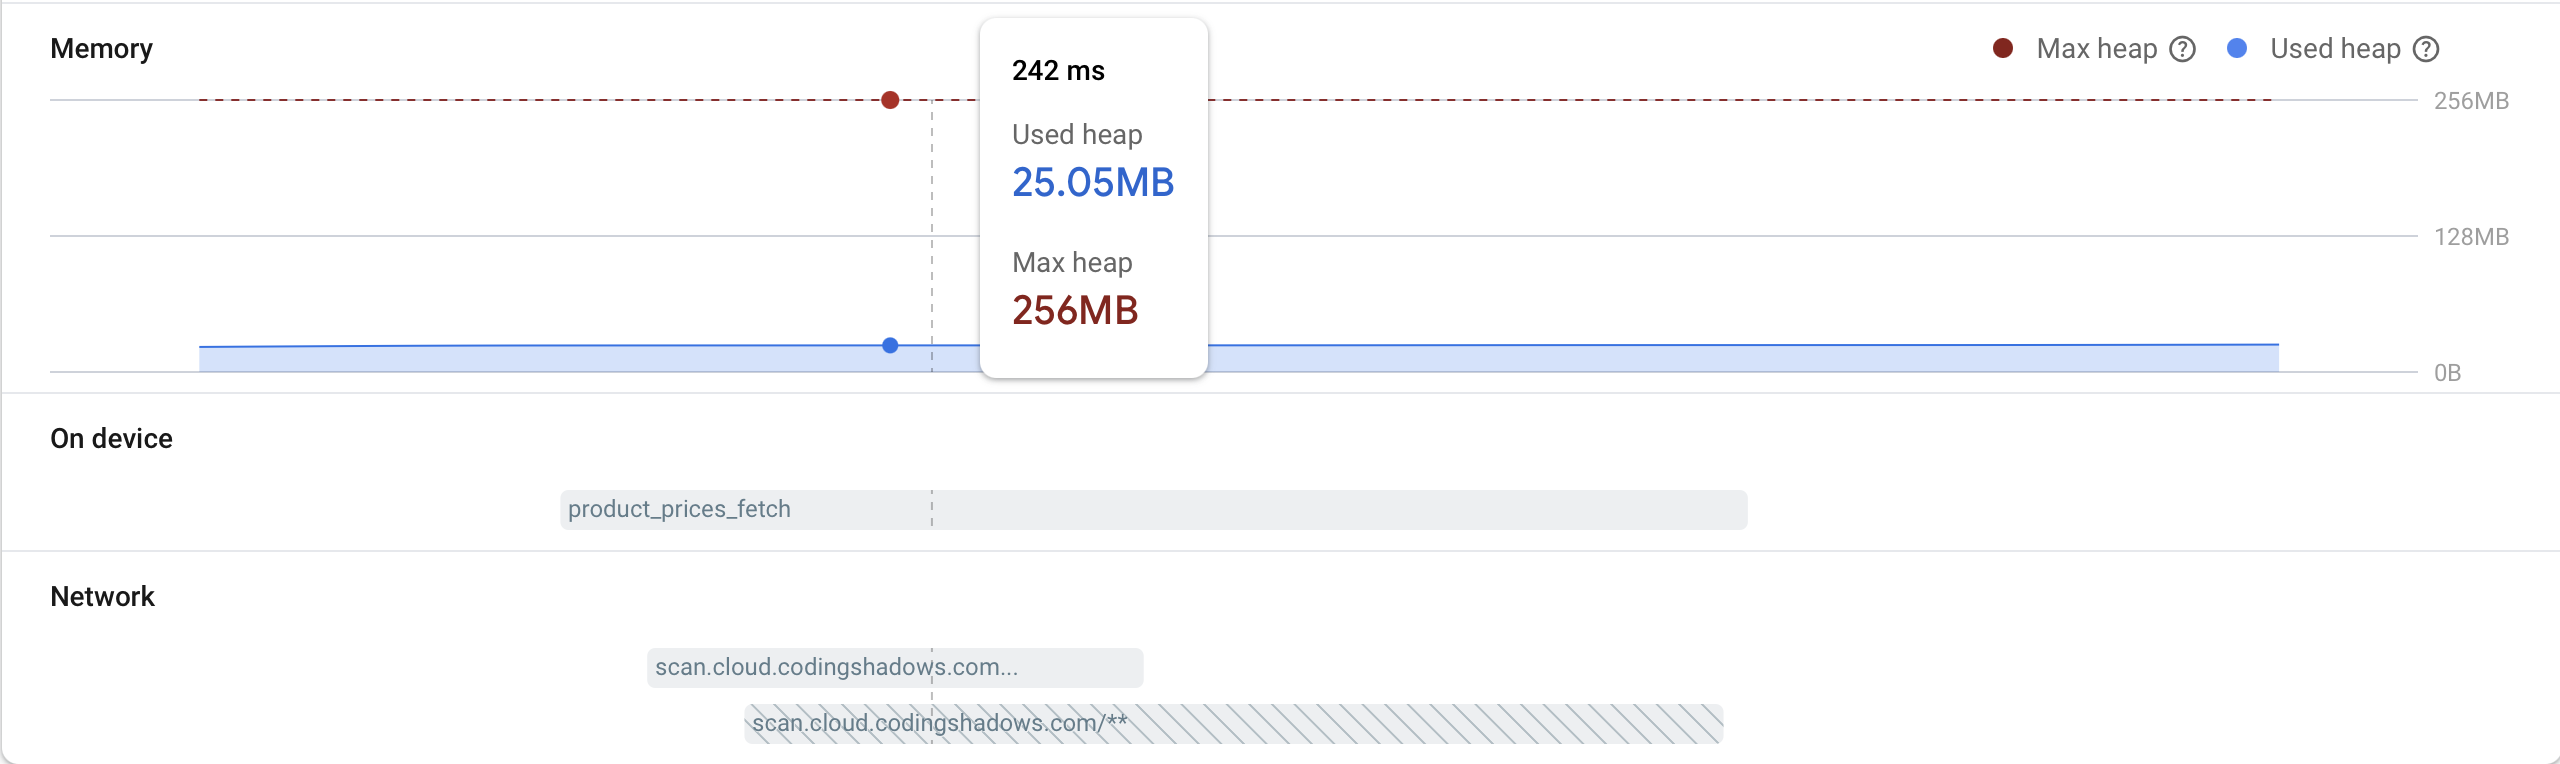 Memory
Max heap
Used heap
242 ms
Used heap
25.05MB
Max heap
256MB
256MB
128MB
0B
On device
product_prices_fetch
Network
scan.cloud.codingshadows.com...
scan.cloud.codingshadows.com/**